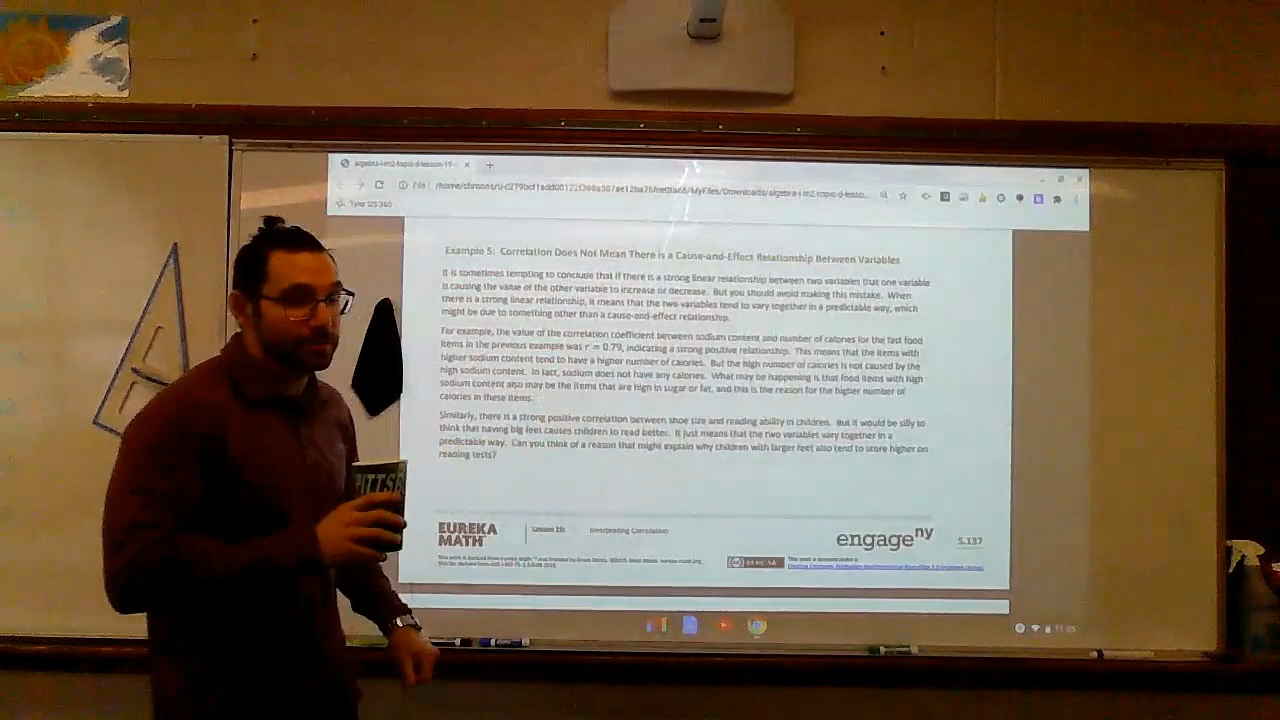 algebra-i-m2-topic-d-lesson-19-
File
Example 5: Correlation Does Not Mean There is a Cause-and-Effect Relationship Between Variables
It is sometimes tempting to conclude that if there is a strong linear relationship between two variables that one variable
is causing the value of the other variable to increase or decrease. But you should avoid making this mistake. When
there is a strong linear relationship, it means that the two variables tend to vary together in a predictable way, which
might be due to something other than a cause-and-effect relationship.
For example, the value of the correlation coefficient between sodium content and number of calories for the fast food
items in the previous example was r = 0.79, indicating a strong positive relationship. This means that the items with
higher sodium content tend to have a higher number of calories. But the high number of calories is not caused by the
high sodium content. In fact, sodium does not have any calories. What may be happening is that food items with high
sodium content also may be the items that are high in sugar or fat, and this is the reason for the higher number of
calories in these items.
Similarly, there is a strong positive correlation between shoe size and reading ability in children. But it would be silly to
think that having big feet causes children to read better. It just means that the two variables vary together in a
predictable way. Can you think of a reason that might explain why children with larger feet also tend to score higher on
reading tests?
PITTSB
EUREKA
MATH
Lesson 19:
Interpreting Correlation
engageny
S.137